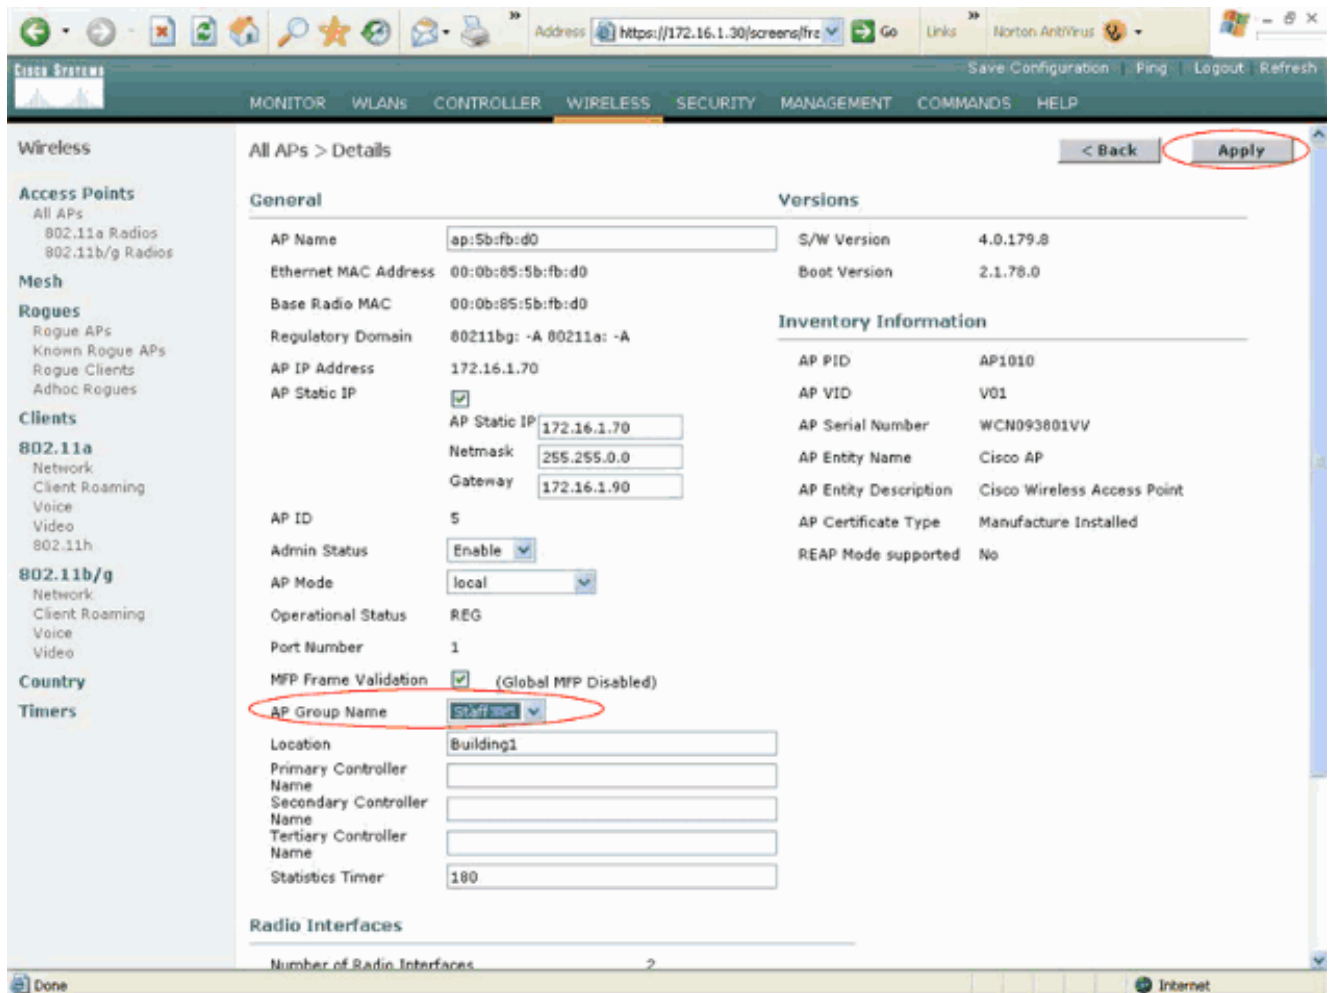 »
»
Address https://172.16.1.30/screens/fra Go Links Norton AntiVirus
CISCO SYSTEMS
Save Configuration | Ping | Logout | Refresh
MONITOR WLANs CONTROLLER WIRELESS SECURITY MANAGEMENT COMMANDS HELP
Wireless
Access Points
All APs
802.11a Radios
802.11b/g Radios
Mesh
Rogues
Rogue APs
Known Rogue APs
Rogue Clients
Adhoc Rogues
Clients
802.11a
Network
Client Roaming
Voice
Video
802.11h
802.11b/g
Network
Client Roaming
Voice
Video
Country
Timers
All APs > Details
< Back Apply
General
AP Name ap:5b:fb:d0
Ethernet MAC Address 00:0b:85:5b:fb:d0
Base Radio MAC 00:0b:85:5b:fb:d0
Regulatory Domain 80211bg: -A 80211a: -A
AP IP Address 172.16.1.70
AP Static IP
AP Static IP 172.16.1.70
Netmask 255.255.0.0
Gateway 172.16.1.90
AP ID 5
Admin Status Enable
AP Mode local
Operational Status REG
Port Number 1
MFP Frame Validation (Global MFP Disabled)
AP Group Name Staff
Location Building1
Primary Controller
Name
Secondary Controller
Name
Tertiary Controller
Name
Statistics Timer 180
Radio Interfaces
Number of Radio Interfaces 2
Versions
S/W Version 4.0.179.8
Boot Version 2.1.78.0
Inventory Information
AP PID AP1010
AP VID V01
AP Serial Number WCN093801VV
AP Entity Name Cisco AP
AP Entity Description Cisco Wireless Access Point
AP Certificate Type Manufacture Installed
REAP Mode supported No
Done
Internet